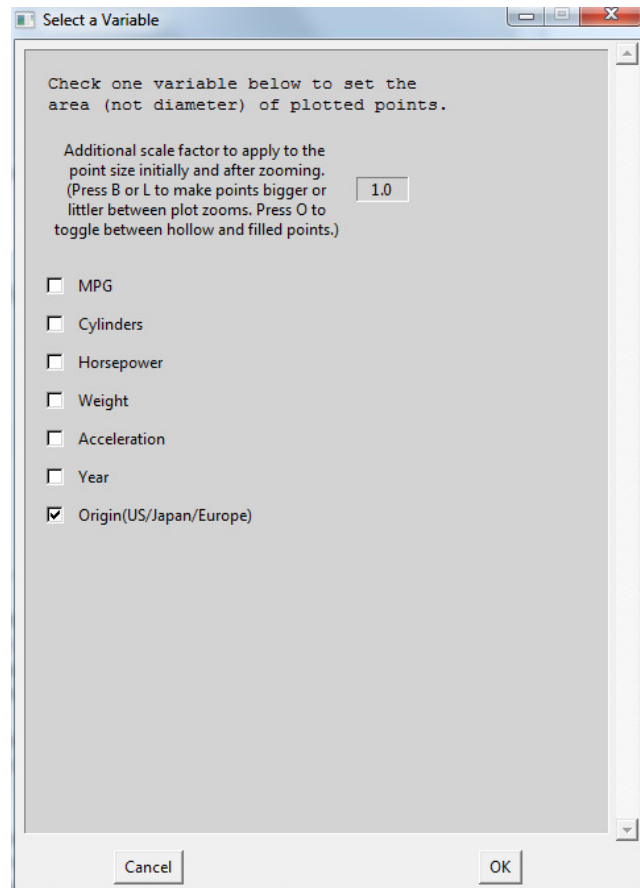 Select a Variable
Check one variable below to set the
area (not diameter) of plotted points.
Additional scale factor to apply to the
point size initially and after zooming.
(Press B or L to make points bigger or
littler between plot zooms. Press O to
toggle between hollow and filled points.)
1.0
MPG
Cylinders
Horsepower
Weight
Acceleration
Year
Origin(US/Japan/Europe)
Cancel
OK